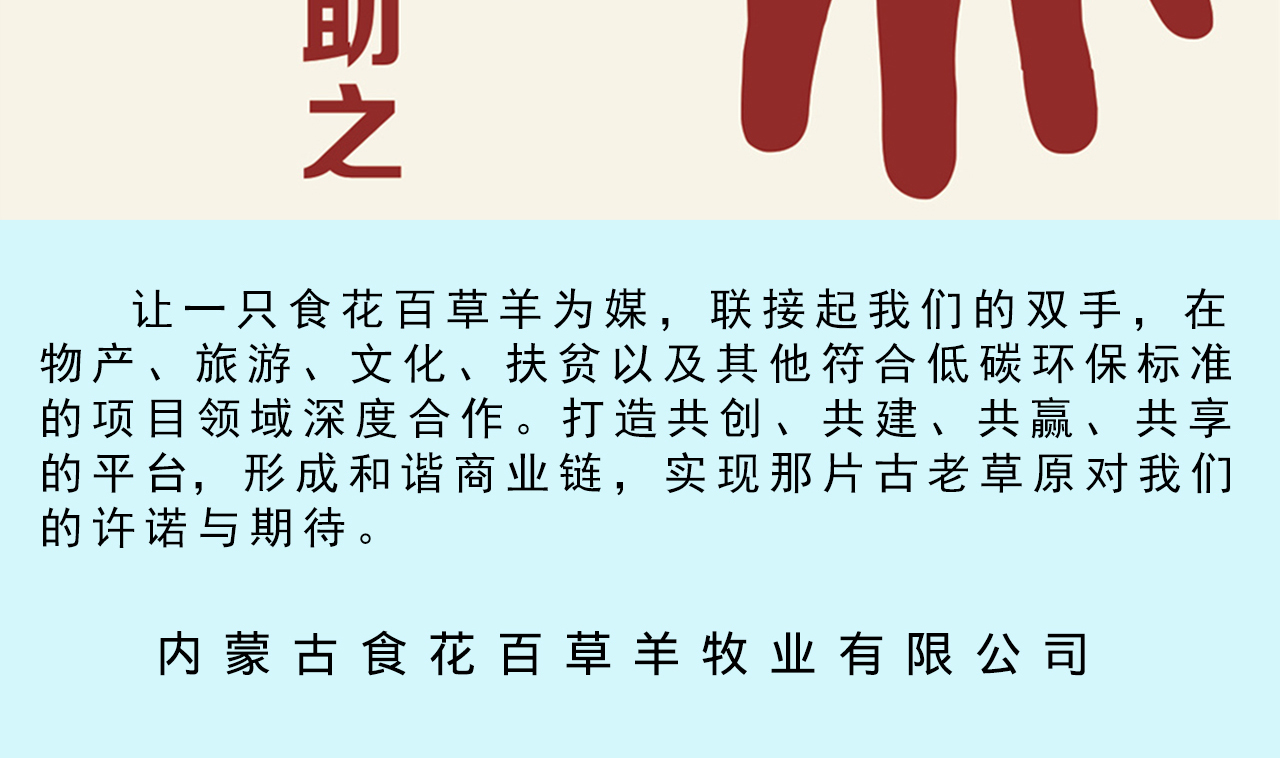 助之
让一只食花百草羊为媒，联接起我们的双手，在
物产、旅游、文化、扶贫以及其他符合低碳环保标准
的项目领域深度合作。打造共创、共建、共赢、共享
的平台，形成和谐商业链，实现那片古老草原对我们
的许诺与期待。
内蒙古食花百草羊牧业有限公司